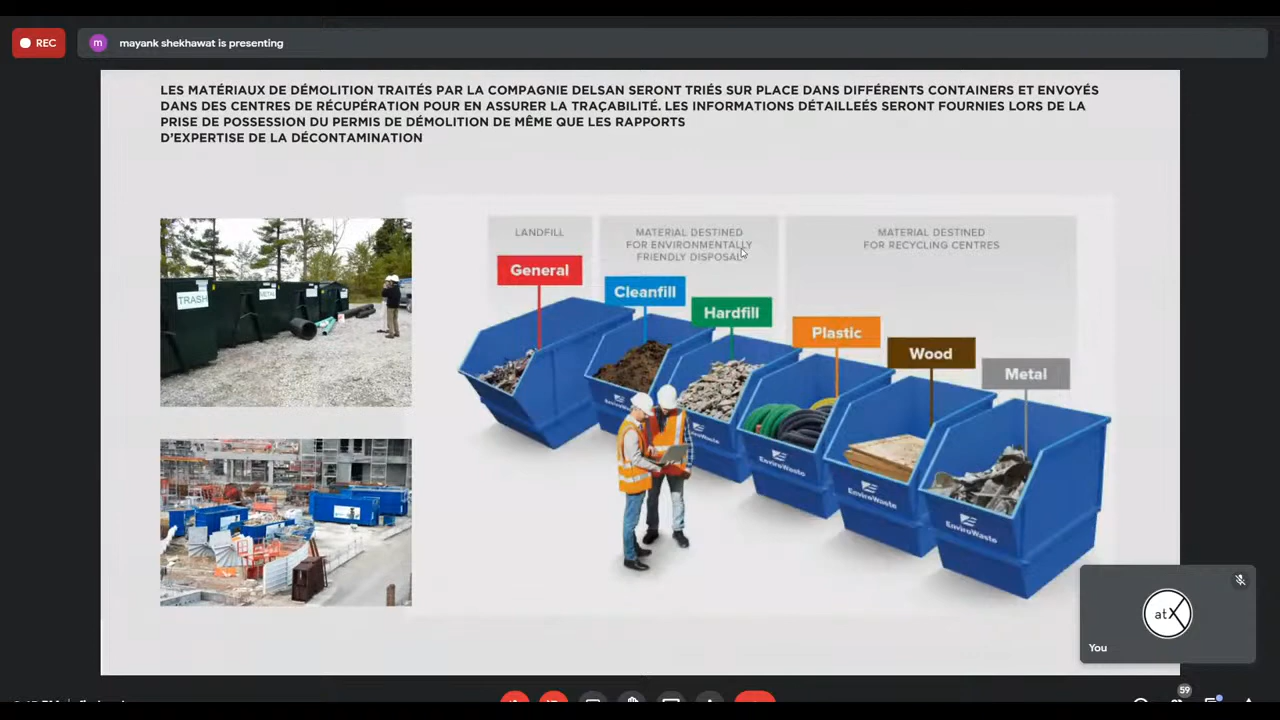 REC
m
mayank shekhawat is presenting
LES MATÉRIAUX DE DÉMOLITION TRAITÉS PAR LA COMPAGNIE DELSAN SERONT TRIÉS SUR PLACE DANS DIFFÉRENTS CONTAINERS ET ENVOYÉS
DANS DES CENTRES DE RÉCUPÉRATION POUR EN ASSURER LA TRAÇABILITÉ. LES INFORMATIONS DÉTAILLEÉS SERONT FOURNIES LORS DE LA
PRISE DE POSSESSION DU PERMIS DE DÉMOLITION DE MÊME QUE LES RAPPORTS
D'EXPERTISE DE LA DÉCONTAMINATION
LANDFILL
MATERIAL DESTINED
FOR ENVIRONMENTALLY
FRIENDLY DISPOSAL
MATERIAL DESTINED
FOR RECYCLING CENTRES
General
Cleanfill
Hardfill
Plastic
Wood
Metal
TRASH
METAL
EnviroWaste
EnviroWaste
EnviroWaste
atX
You
59